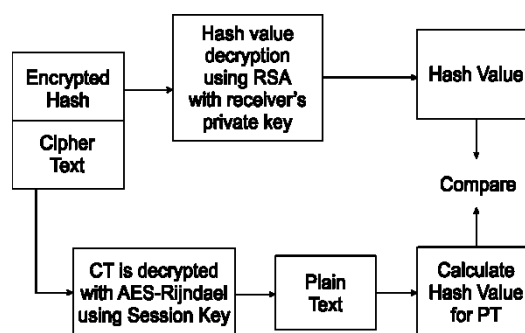 Encrypted
Hash
Cipher
Text
Hash value
decryption
using RSA
with receiver's
private key
Hash Value
Compare
CT is decrypted
with AES-Rijndael
using Session Key
Plain
Text
Calculate
Hash Value
for PT